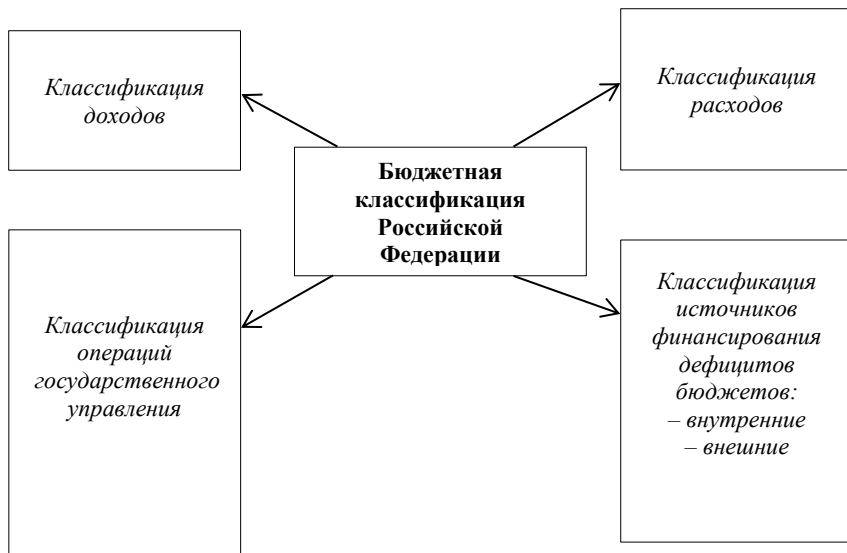 Классификация
доходов
Классификация
расходов
Бюджетная
классификация
Российской
Федерации
Классификация
операций
государственного
управления
Классификация
источников
финансирования
дефицитов
бюджетов:
– внутренние
– внешние